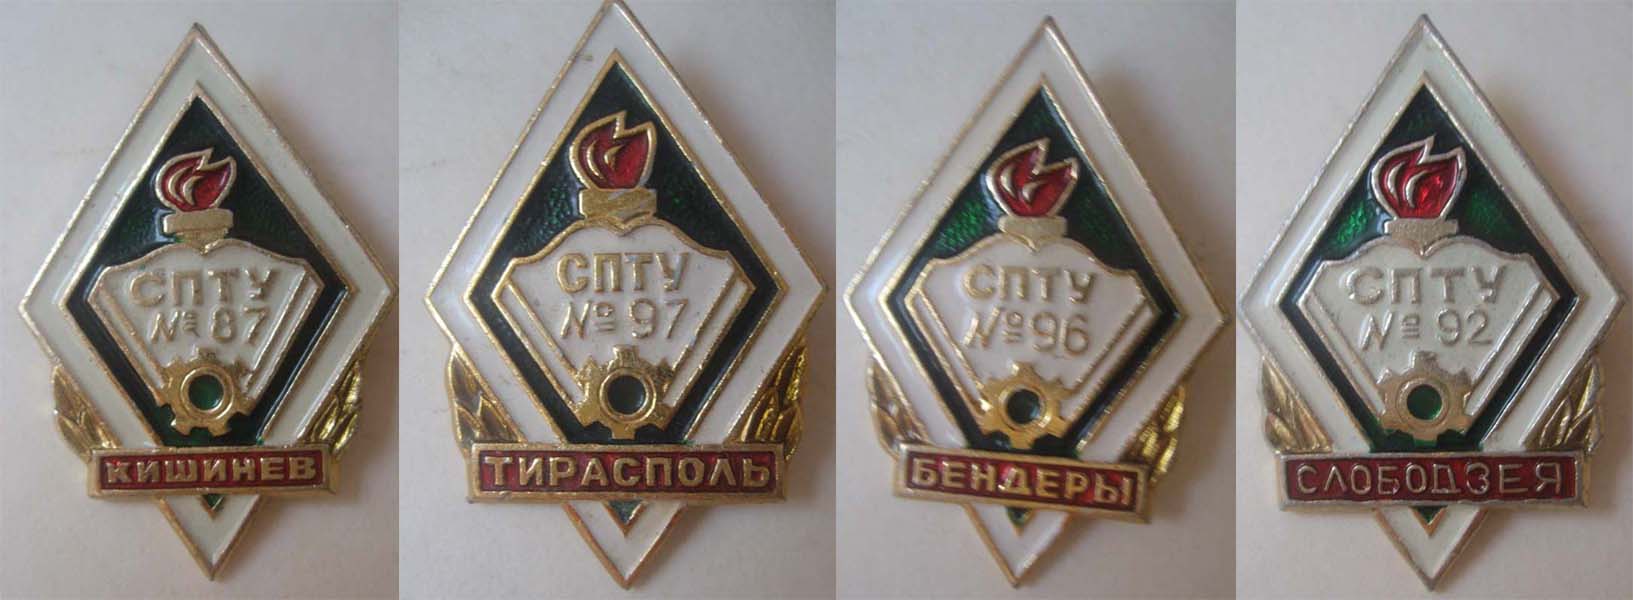 СПТУ
№ 87
КИШИНЕВ
СПТУ
№ 97
ТИРАСПОЛЬ
СПТУ
№ 96
БЕНДЕРЫ
СПТУ
№ 92
СЛОБОДЗЕЯ